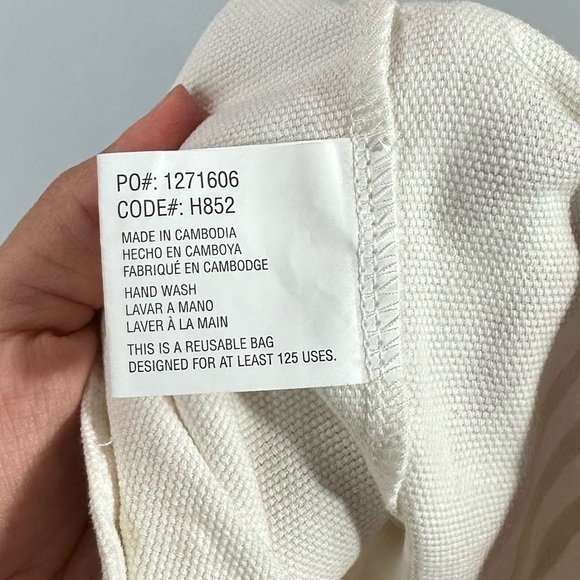 PO#: 1271606
CODE#: H852
MADE IN CAMBODIA
HECHO EN CAMBOYA
FABRIQUÉ EN CAMBODGE
HAND WASH
LAVAR A MANO
LAVER À LA MAIN
THIS IS A REUSABLE BAG
DESIGNED FOR AT LEAST 125 USES.